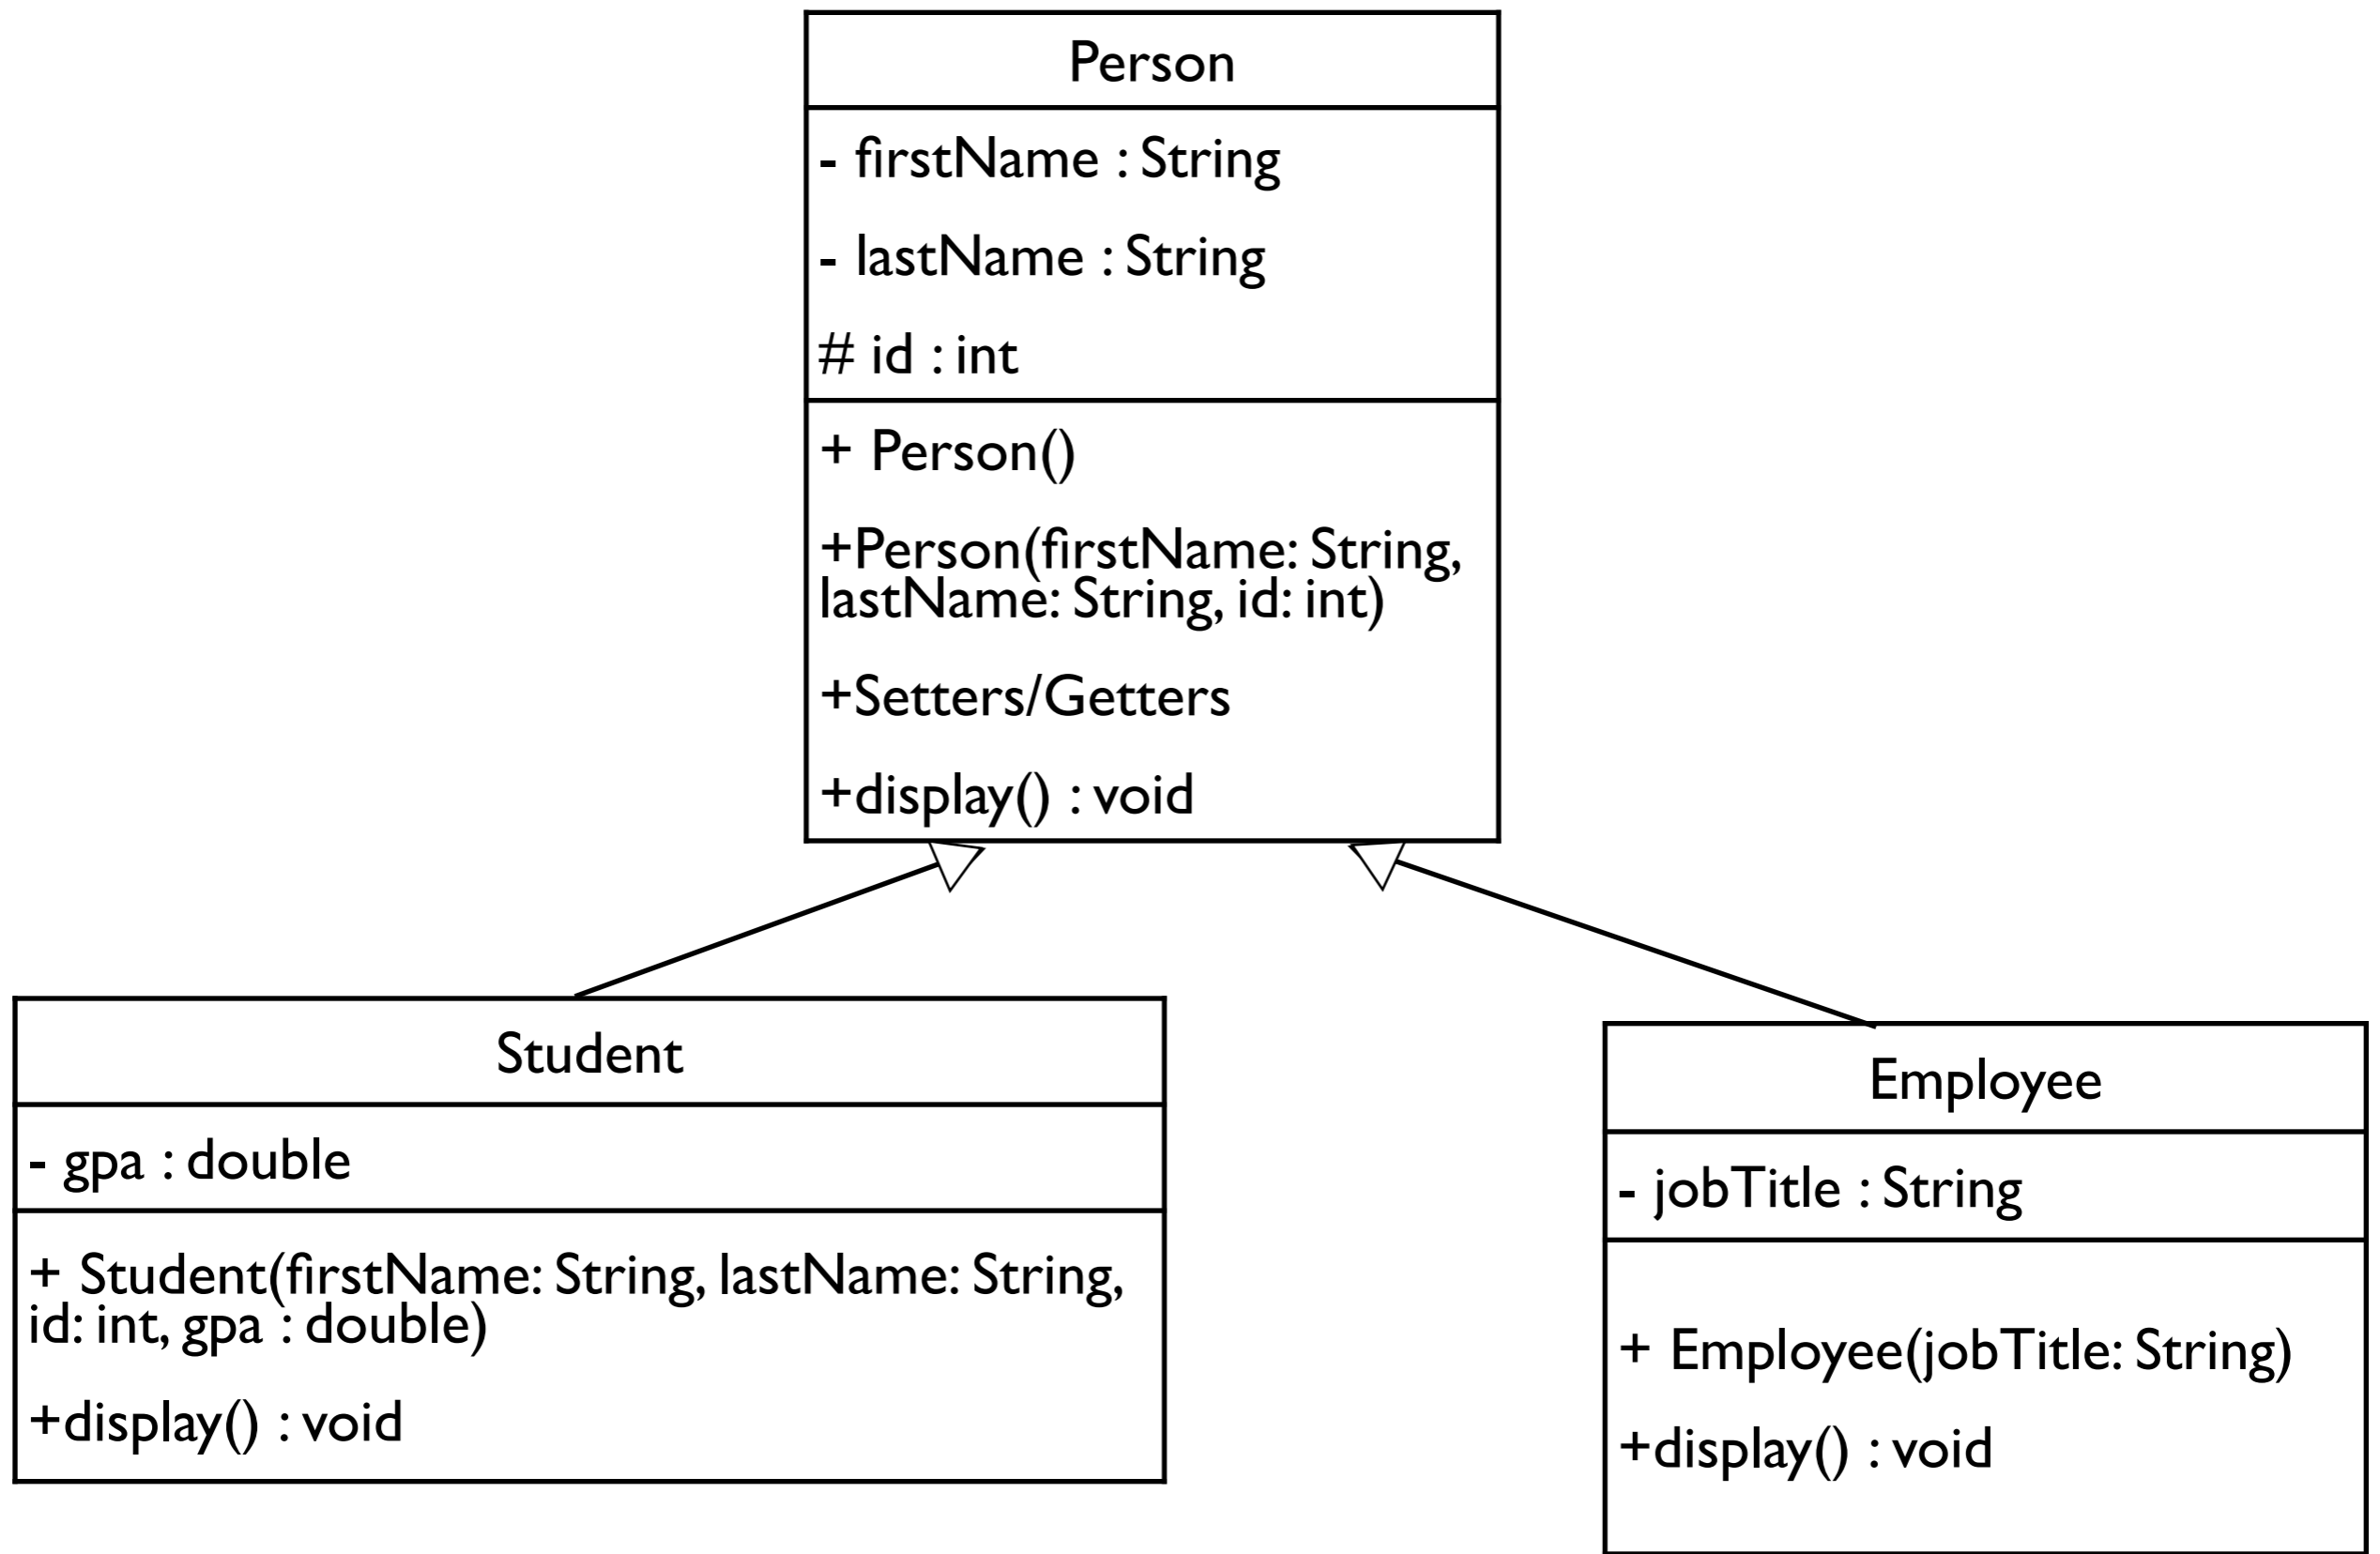 Person
- firstName : String
- lastName : String
# id : int
+ Person()
+Person(firstName: String,
lastName: String, id: int)
+Setters/Getters
+display() : void
Student
- gpa : double
+ Student(firstName: String, lastName: String,
id: int, gpa : double)
+display() : void
Employee
- jobTitle : String
+ Employee(jobTitle: String)
+display() : void